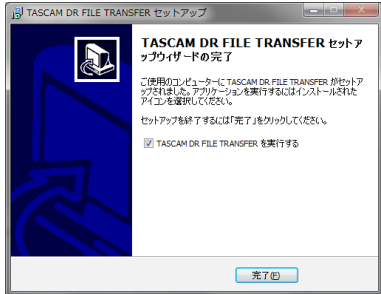 TASCAM DR FILE TRANSFER セットアップ
TASCAM DR FILE TRANSFER セットア
ップウィザードの完了
ご使用のコンピューターに TASCAM DR FILE TRANSFER がセットア
ップされました。アプリケーションを実行するにはインストールされた
アイコンを選択してください。
セットアップを終了するには「完了」をクリックしてください。
TASCAM DR FILE TRANSFER を実行する
完了(F)